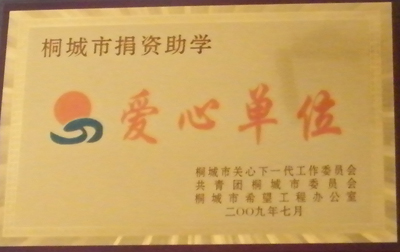 桐城市捐资助学
爱心单位
桐城市关心下一代工作委员会
共青团桐城市委员会
桐城市希望工程办公室
二〇〇九年七月